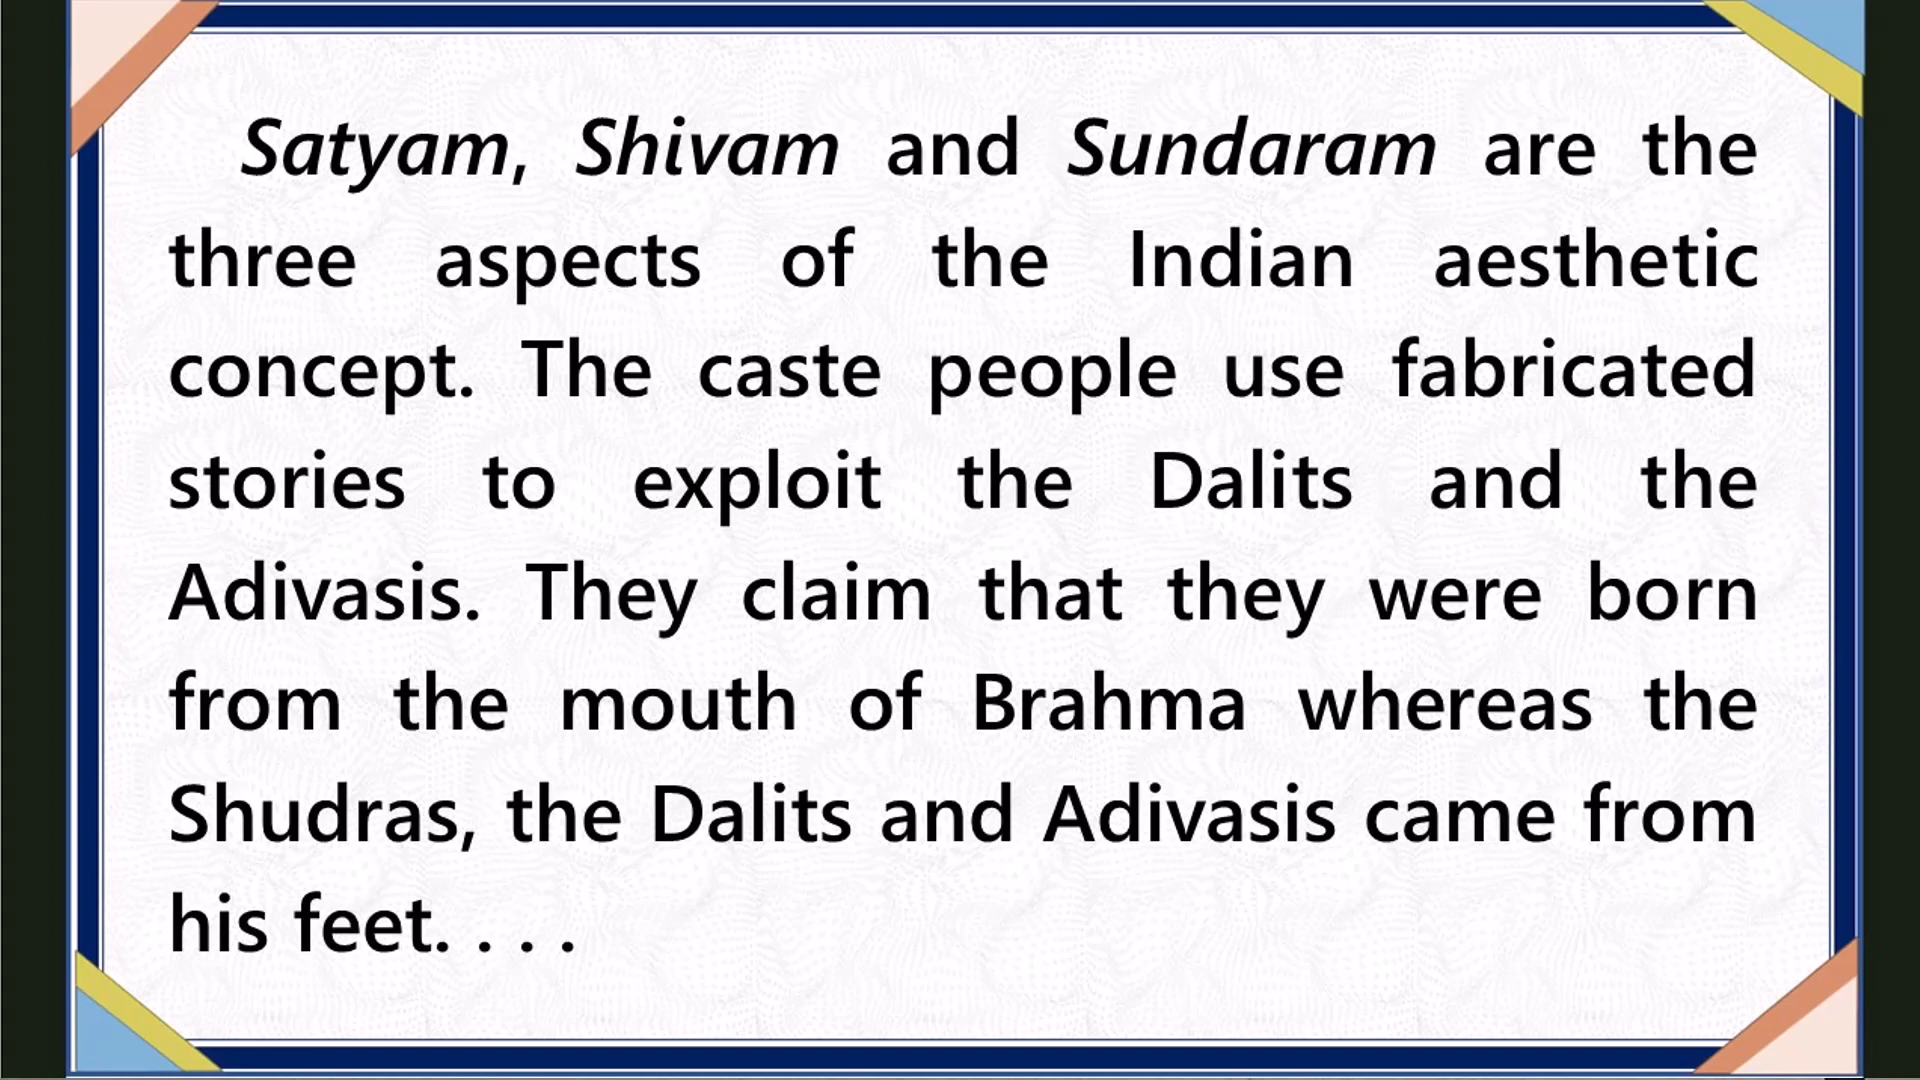 Satyam, Shivam and Sundaram are the
three aspects of the Indian aesthetic
concept. The caste people use fabricated
stories to exploit the Dalits and the
Adivasis. They claim that they were born
from the mouth of Brahma whereas the
Shudras, the Dalits and Adivasis came from
his feet. . . .